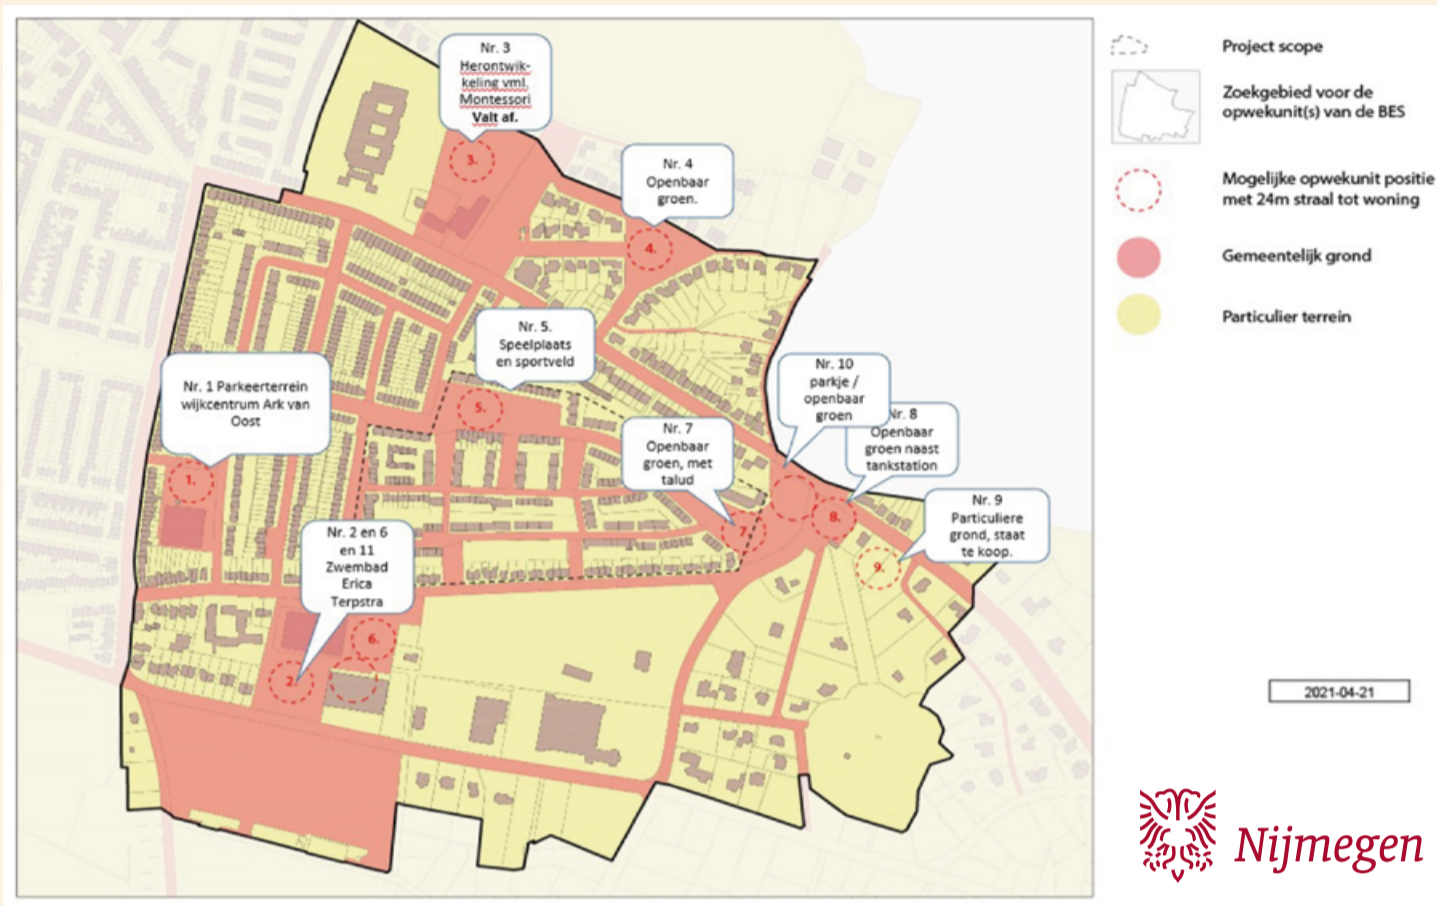 Nr. 3
Herontwik-
keling vml.
Montessori
Valt af.
3.
Nr. 4
Openbaar
groen.
4.
Nr. 5.
Speelplaats
en sportveld
5.
Nr. 1 Parkeerterrein
wijkcentrum Ark van
Oost
1.
Nr. 10
parkje /
openbaar
groen
Nr. 8
Openbaar
groen naast
tankstation
8.
Nr. 7
Openbaar
groen, met
talud
7.
Nr. 9
Particuliere
grond, staat
te koop.
9.
Nr. 2 en 6
en 11
Zwembad
Erica
Terpstra
6.
2.
Project scope
Zoekgebied voor de
opwekunit(s) van de BES
Mogelijke opwekunit positie
met 24m straal tot woning
Gemeentelijk grond
Particulier terrein
2021-04-21
Nijmegen